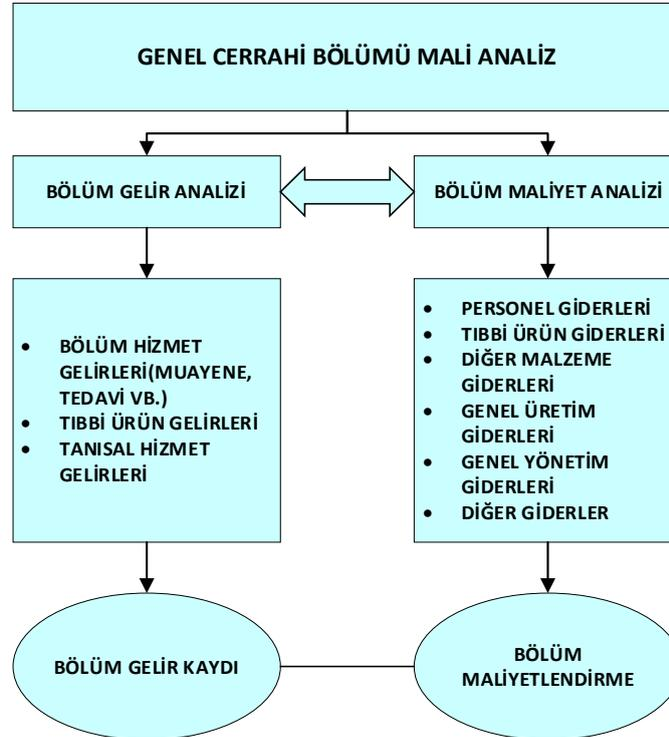 GENEL CERRAHİ BÖLÜMÜ MALİ ANALİZ
BÖLÜM GELİR ANALİZİ
BÖLÜM MALİYET ANALİZİ
• BÖLÜM HİZMET
GELİRLERİ(MUAYENE,
TEDAVİ VB.)
• TIBBİ ÜRÜN GELİRLERİ
• TANISAL HİZMET
GELİRLERİ
• PERSONEL GİDERLERİ
• TIBBİ ÜRÜN GİDERLERİ
• DİĞER MALZEME
GİDERLERİ
• GENEL ÜRETİM
GİDERLERİ
• GENEL YÖNETİM
GİDERLERİ
• DİĞER GİDERLER
BÖLÜM GELİR KAYDI
BÖLÜM
MALİYETLENDİRME